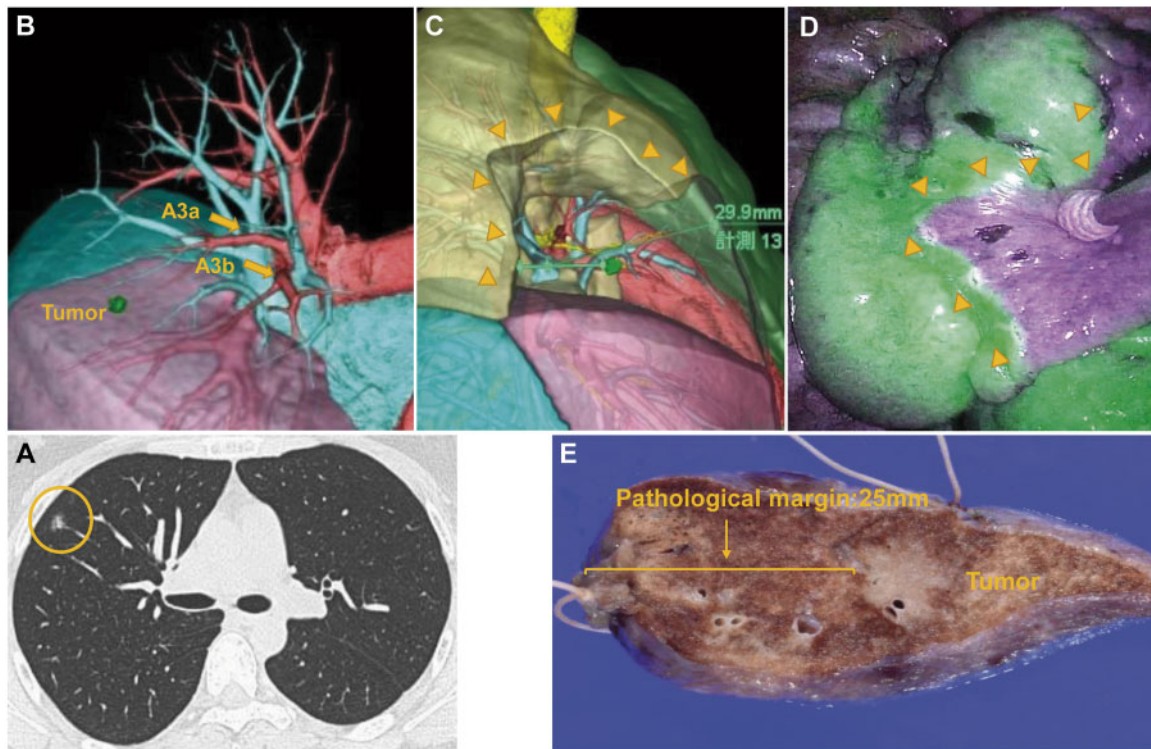 B
A3a
A3b
Tumor
C
29.9mm
計測 13
D
A
E
Pathological margin:25mm
Tumor